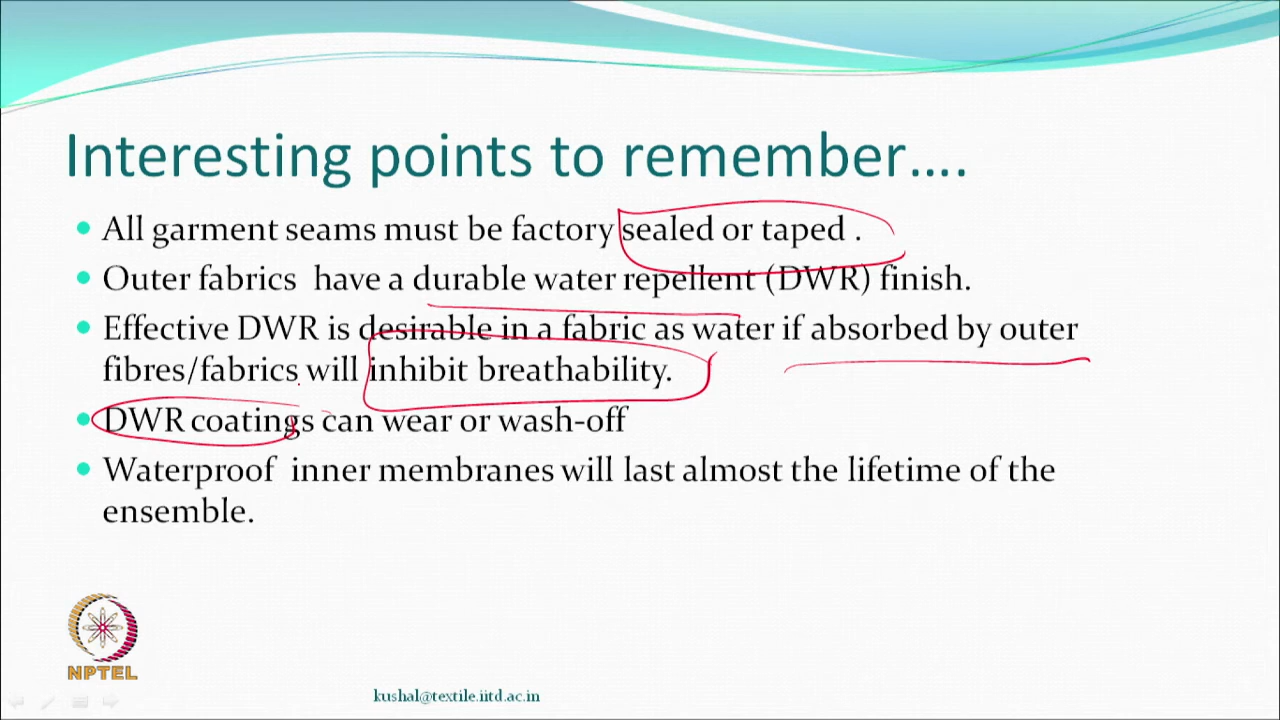 Interesting points to remember….
All garment seams must be factory sealed or taped .
Outer fabrics have a durable water repellent (DWR) finish.
Effective DWR is desirable in a fabric as water if absorbed by outer
fibres/fabrics will inhibit breathability.
DWR coatings can wear or wash-off
Waterproof inner membranes will last almost the lifetime of the
ensemble.
NPTEL
kushal@textile.iitd.ac.in